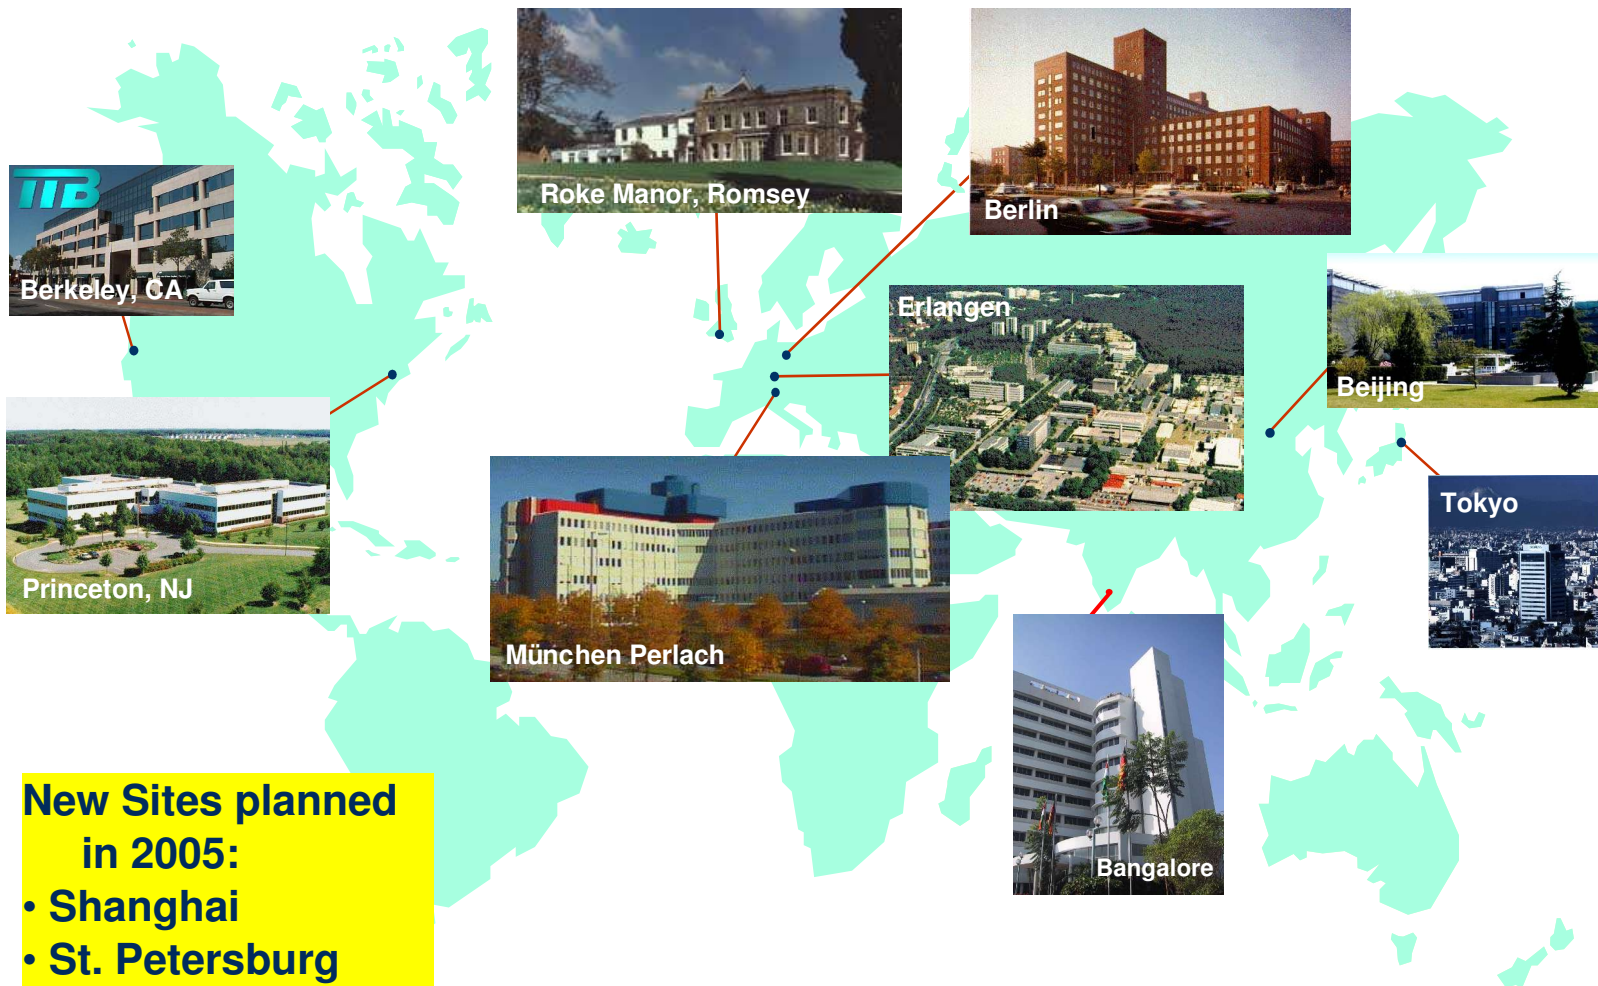 Roke Manor, Romsey
Berlin
TTB
Berkeley, CA
Erlangen
Beijing
Princeton, NJ
Tokyo
München Perlach
Bangalore
New Sites planned
in 2005:
• Shanghai
• St. Petersburg